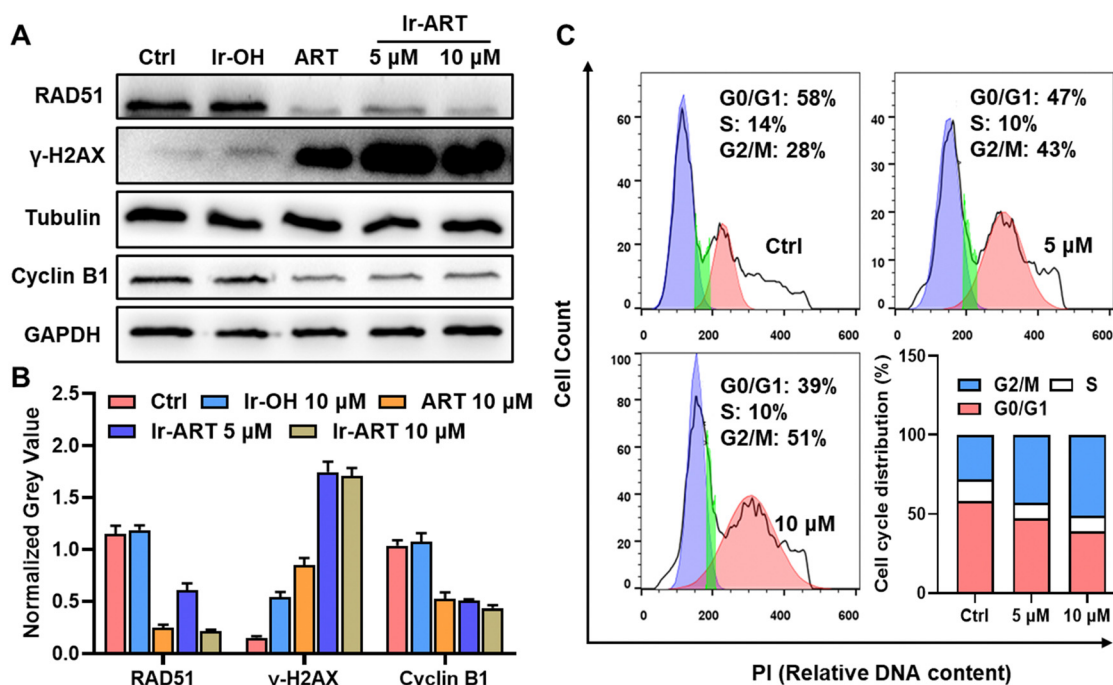 A
Ir-ART
Ctrl Ir-OH ART 5 μM 10 μM
RAD51
γ-H2AX
Tubulin
Cyclin B1
GAPDH
B
Normalized Grey Value
2.5
2.0
1.5
1.0
0.5
0.0
Ctrl Ir-OH 10 μM ART 10 μM
Ir-ART 5 μM Ir-ART 10 μM
RAD51 γ-H2AX Cyclin B1
C
Cell Count
G0/G1: 58%
S: 14%
G2/M: 28%
Ctrl
60
40
20
0
0 200 400 600
G0/G1: 47%
S: 10%
G2/M: 43%
5 μM
40
30
20
10
0
0 200 400 600
G0/G1: 39%
S: 10%
G2/M: 51%
10 μM
100
80
60
40
20
0
0 200 400 600
Cell cycle distribution (%)
150
100
50
0
G2/M S
G0/G1
Ctrl 5 μM 10 μM
PI (Relative DNA content)